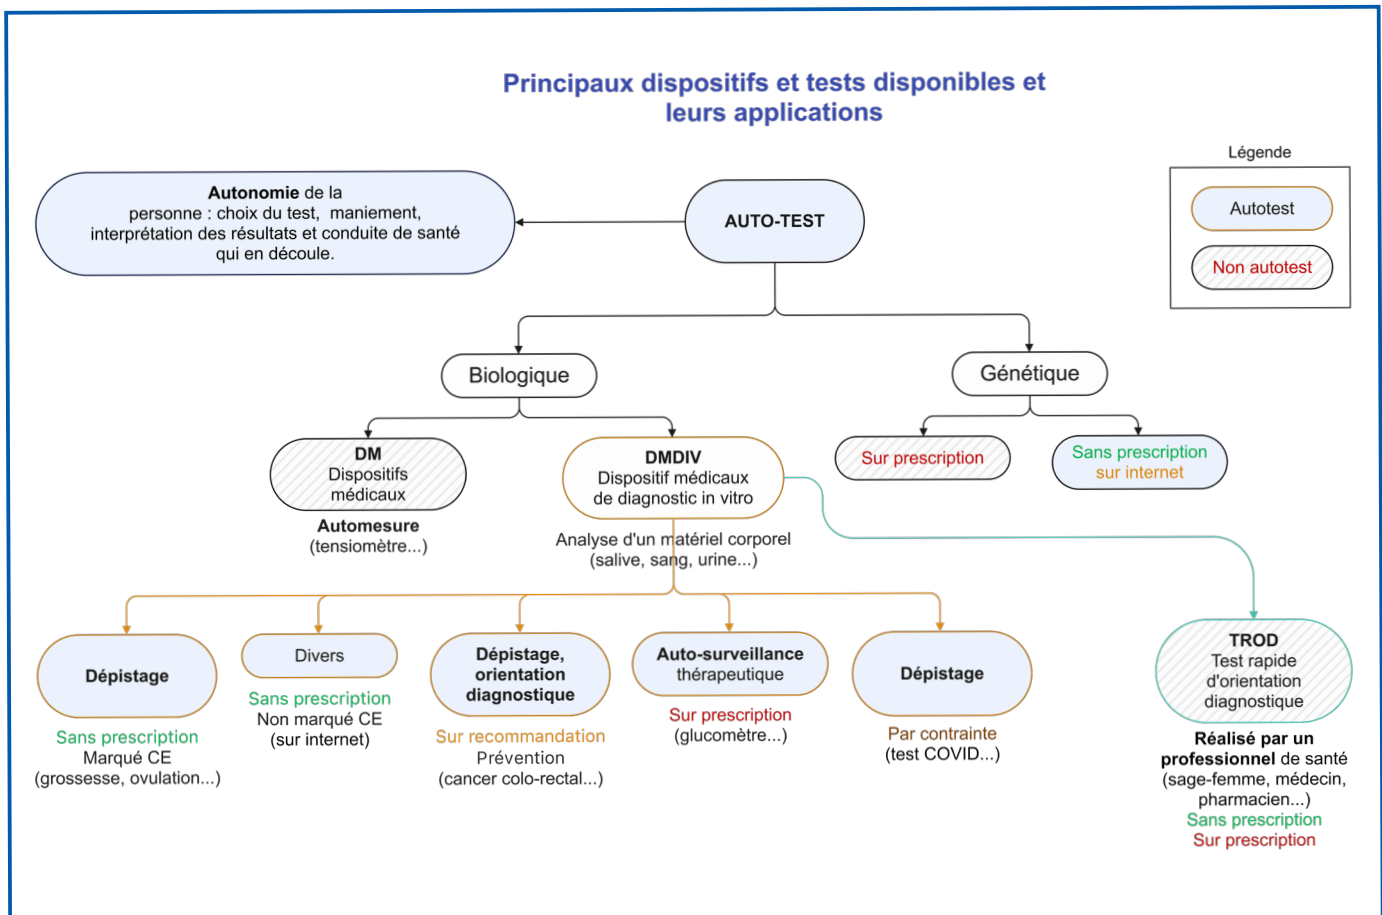 Principaux dispositifs et tests disponibles et
leurs applications
Légende
Autotest
Non autotest
Autonomie de la
personne : choix du test, maniement,
interprétation des résultats et conduite de santé
qui en découle.
AUTO-TEST
Biologique
Génétique
DM
Dispositifs
médicaux
Automesure
(tensiomètre...)
DMDIV
Dispositif médicaux
de diagnostic in vitro
Analyse d'un matériel corporel
(salive, sang, urine...)
Sur prescription
Sans prescription
sur internet
Dépistage
Sans prescription
Marqué CE
(grossesse, ovulation...)
Divers
Sans prescription
Non marqué CE
(sur internet)
Dépistage,
orientation
diagnostique
Sur recommandation
Prévention
(cancer colo-rectal...)
Auto-surveillance
thérapeutique
Sur prescription
(glucomètre...)
Dépistage
Par contrainte
(test COVID...)
TROD
Test rapide
d'orientation
diagnostique
Réalisé par un
professionnel de santé
(sage-femme, médecin,
pharmacien...)
Sans prescription
Sur prescription